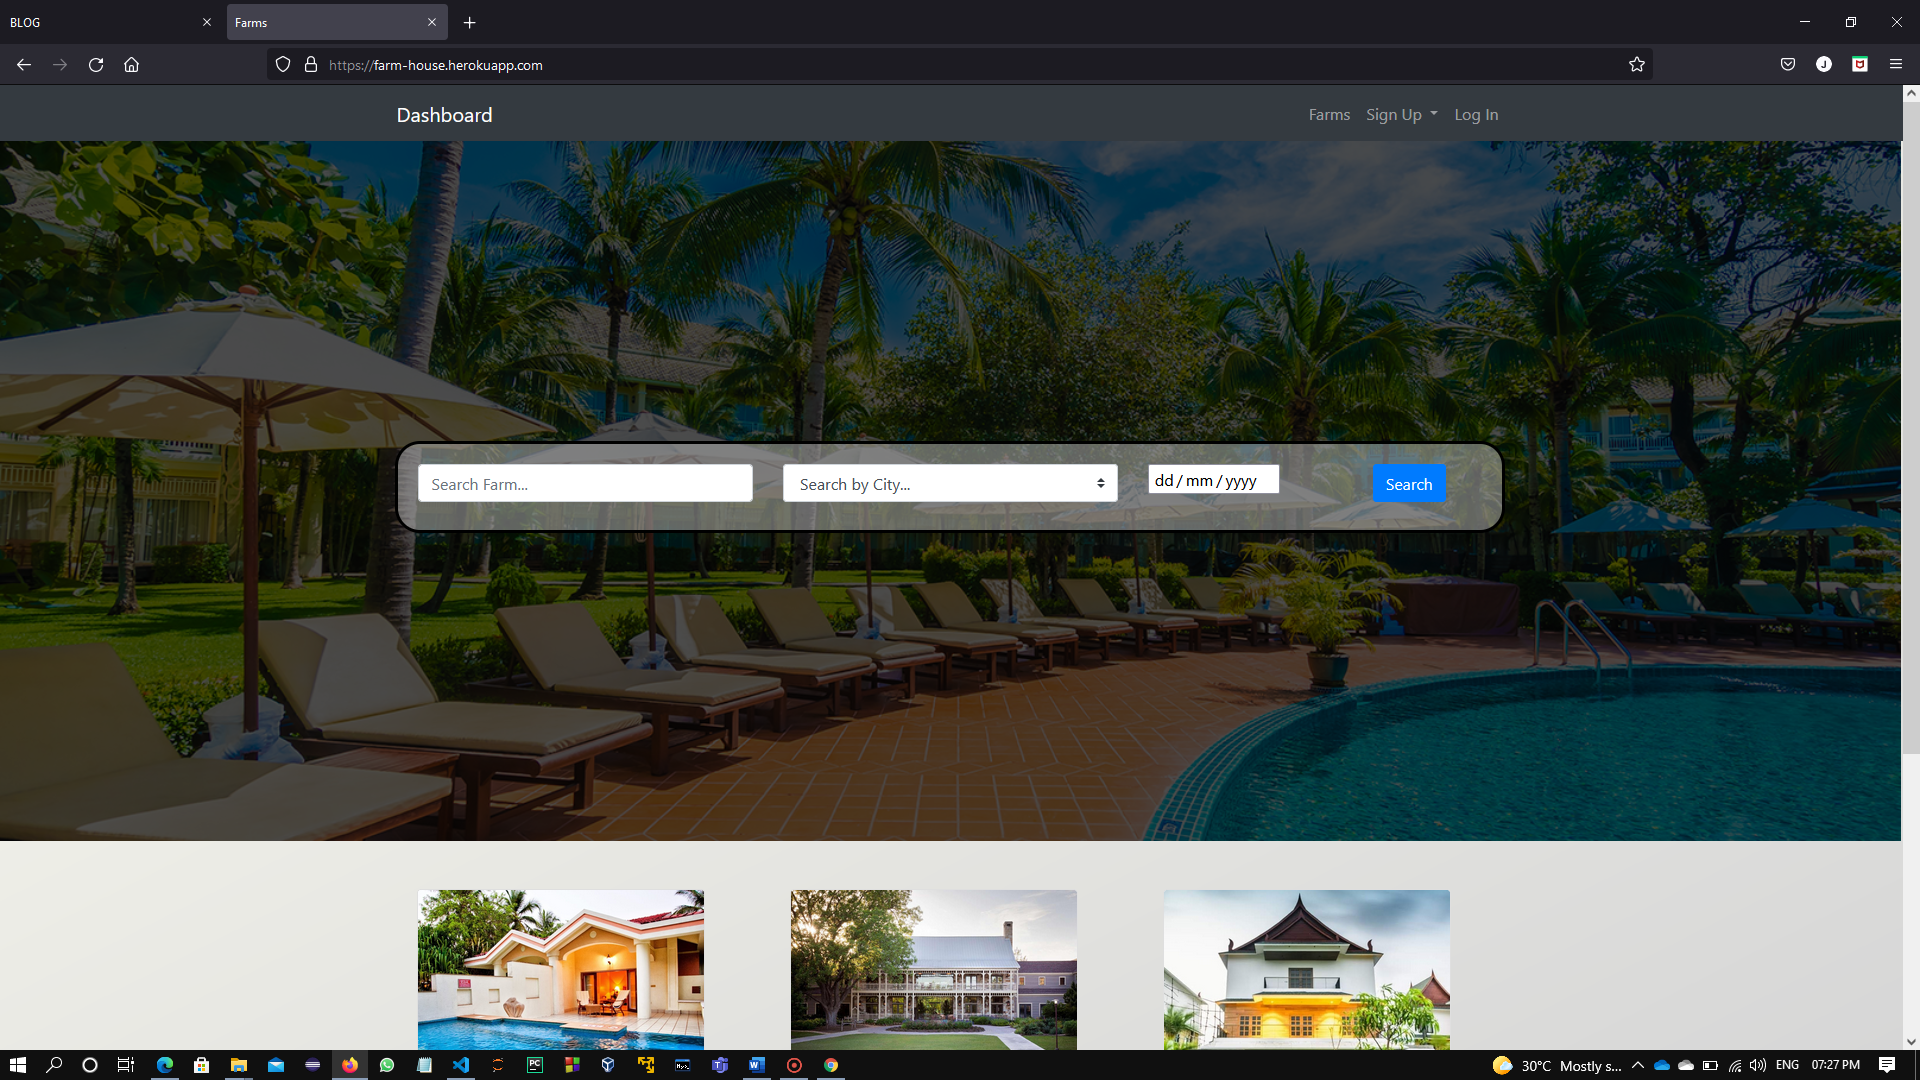 BLOG
Farms
https://farm-house.herokuapp.com
J
Dashboard
Farms
Sign Up
Log In
Search Farm...
Search by City...
dd / mm / yyyy
Search
PC
W
30°C Mostly s...
ENG
07:27 PM